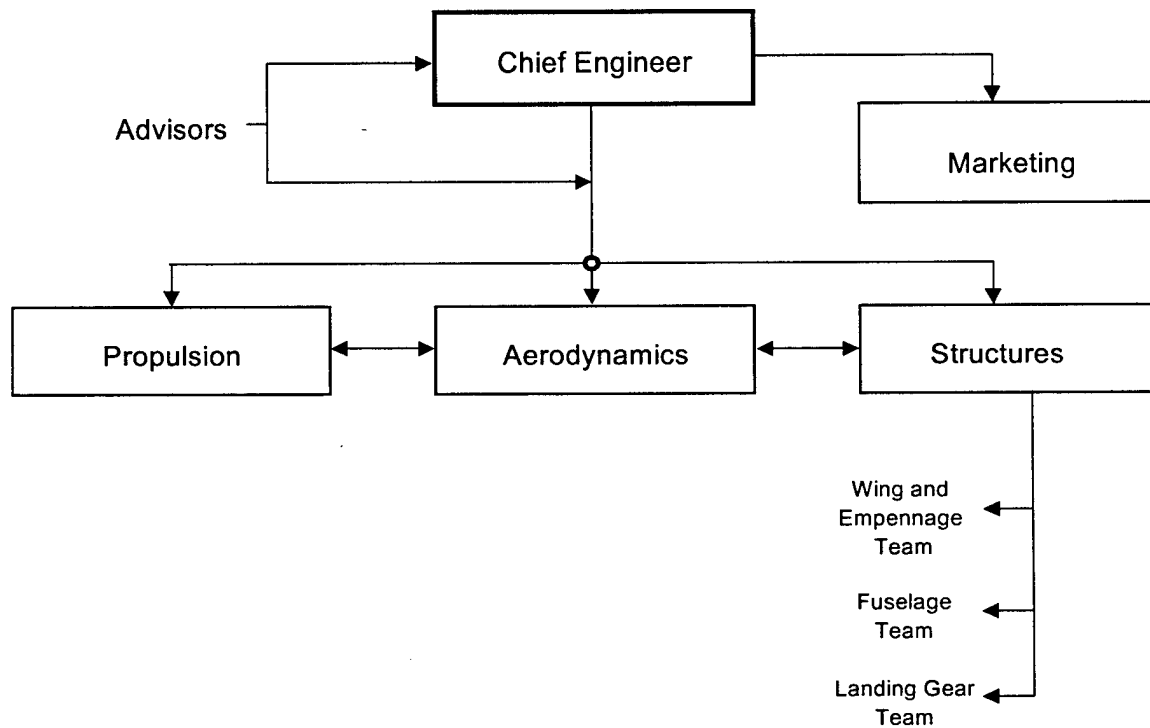 Chief Engineer
Advisors
Marketing
Propulsion
Aerodynamics
Structures
Wing and
Empennage
Team
Fuselage
Team
Landing Gear
Team